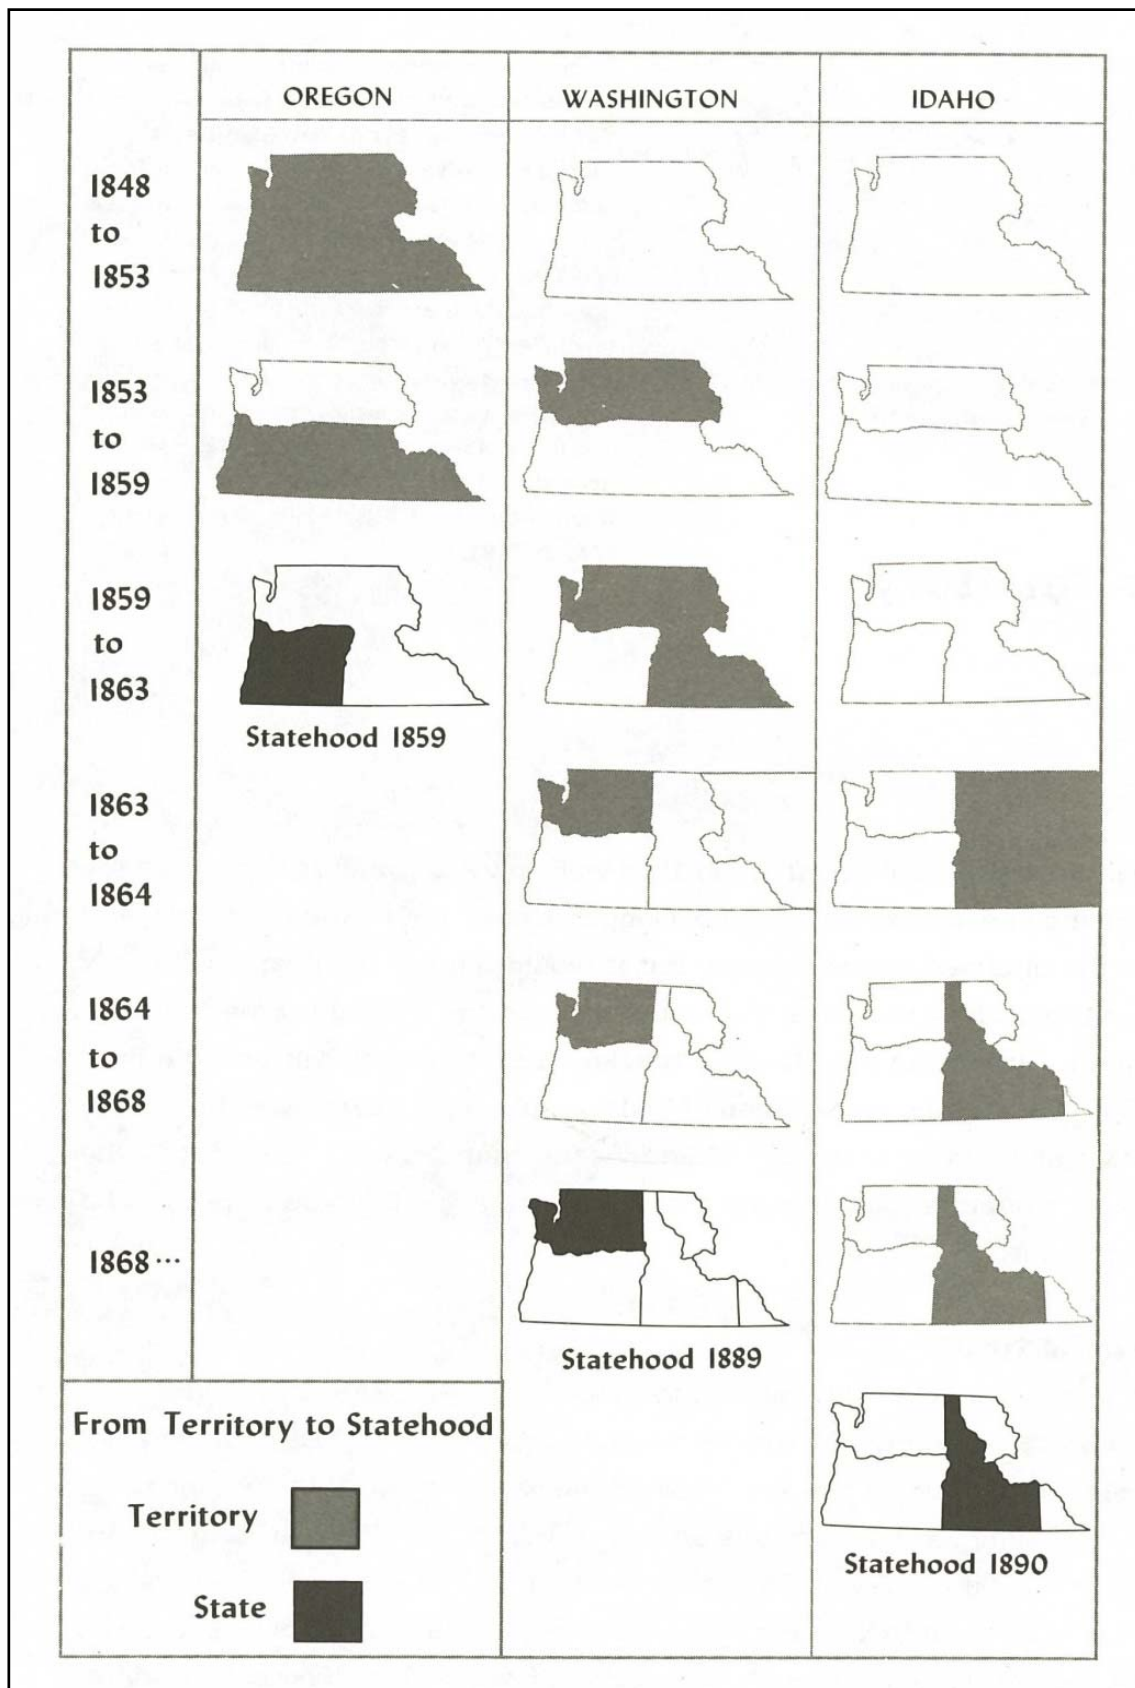 OREGON
WASHINGTON
IDAHO
1848
to
1853
1853
to
1859
1859
to
1863
Statehood 1859
1863
to
1864
1864
to
1868
1868...
Statehood 1889
From Territory to Statehood
Territory
State
Statehood 1890